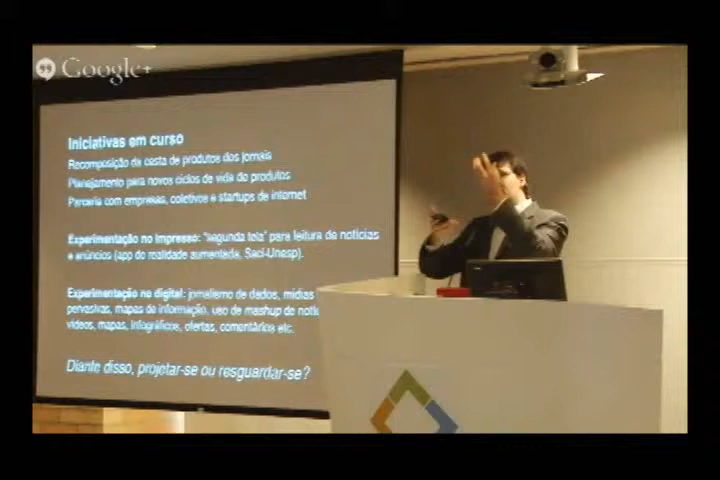 Google+
Iniciativas em curso
Recomposição da cesta de produtos dos jornais
Planejamento para novos ciclos de vida de produtos
Parceria com empresas, coletivos e startups de internet
Experimentação no impresso: "segunda tela" para leitura de notícias
e anúncios (app de realidade aumentada, Saci-Unesp).
Experimentação no digital: jornalismo de dados, mídias
pervasivas, mapas de informação, uso de mashup de notíc
vídeos, mapas, infográficos, ofertas, comentários etc.
Diante disso, projetar-se ou resguardar-se?